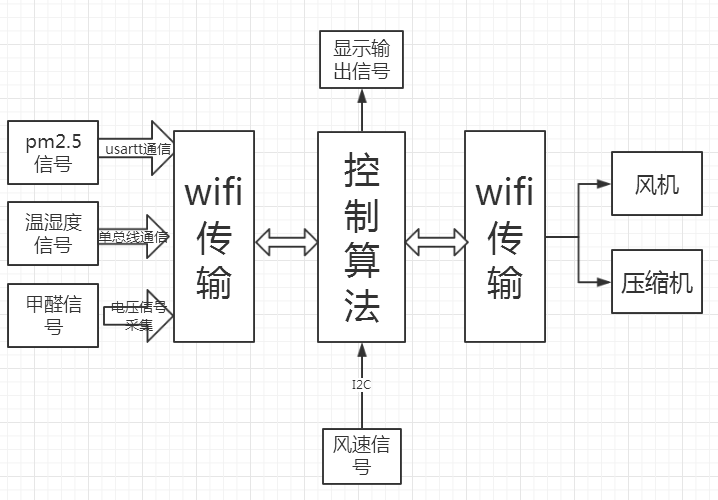 显示输
出信号
pm2.5
信号
usartt通信
温湿度
信号
单总线通信
甲醛信
号
电压信号
采集
wifi
传
输
控
制
算
法
wifi
传
输
风机
压缩机
I2C
风速信
号